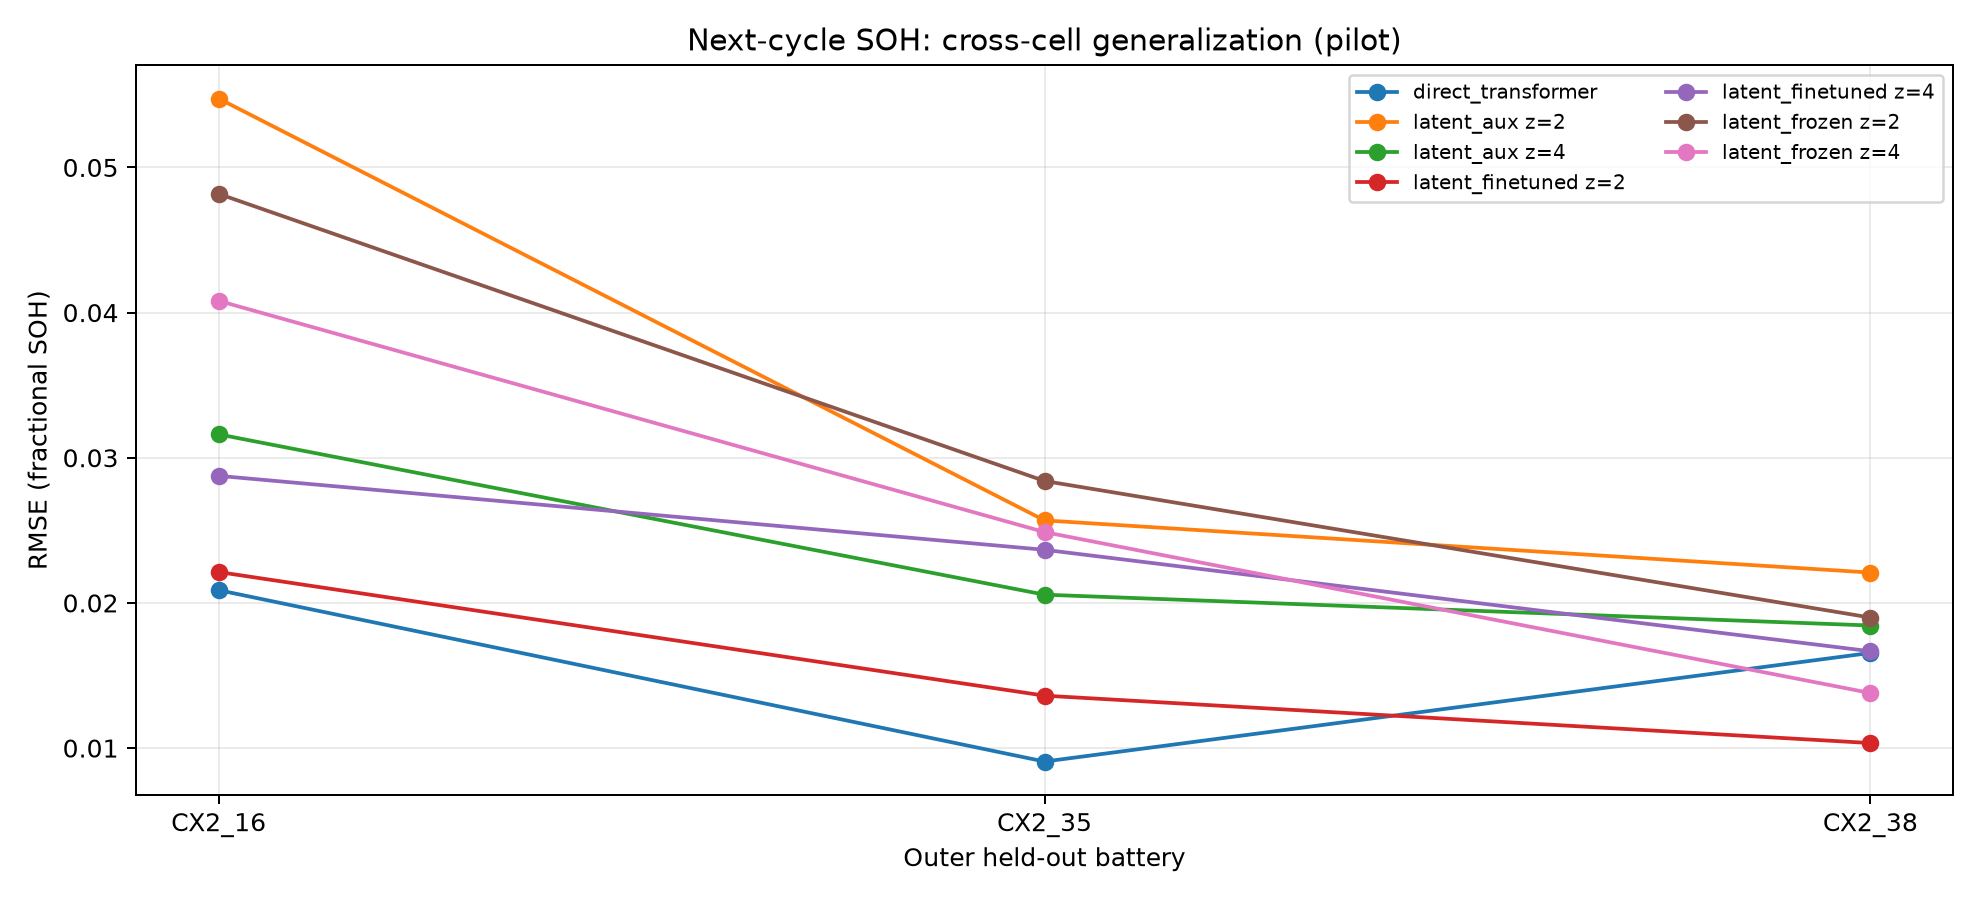 Next-cycle SOH: cross-cell generalization (pilot)
direct_transformer
latent_aux z=2
latent_aux z=4
latent_finetuned z=2
latent_finetuned z=4
latent_frozen z=2
latent_frozen z=4
RMSE (fractional SOH)
0.05
0.04
0.03
0.02
0.01
CX2_16
CX2_35
CX2_38
Outer held-out battery